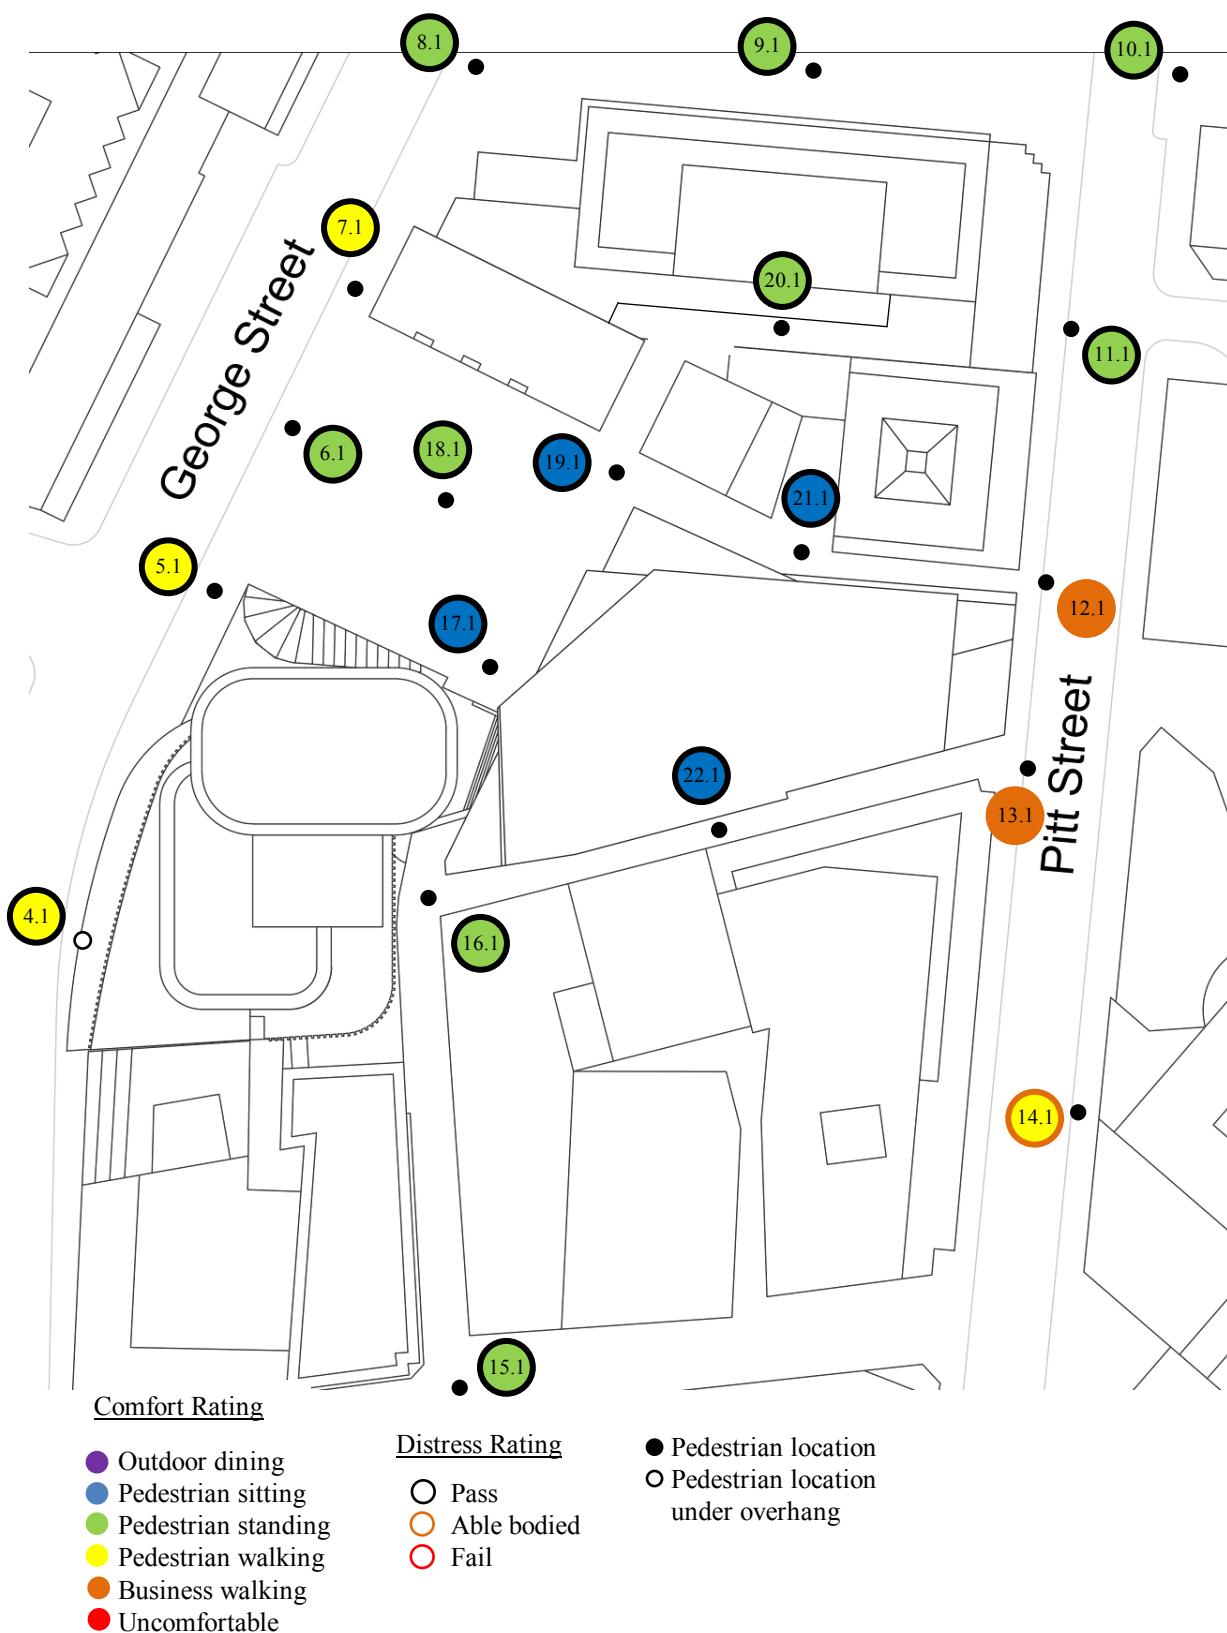 8.1
9.1
10.1
7.1
George Street
20.1
11.1
6.1
18.1
19.1
21.1
5.1
12.1
17.1
Pitt Street
22.1
13.1
4.1
16.1
14.1
15.1
Comfort Rating
Outdoor dining
Pedestrian sitting
Pedestrian standing
Pedestrian walking
Business walking
Uncomfortable
Distress Rating
Pass
Able bodied
Fail
Pedestrian location
Pedestrian location
under overhang